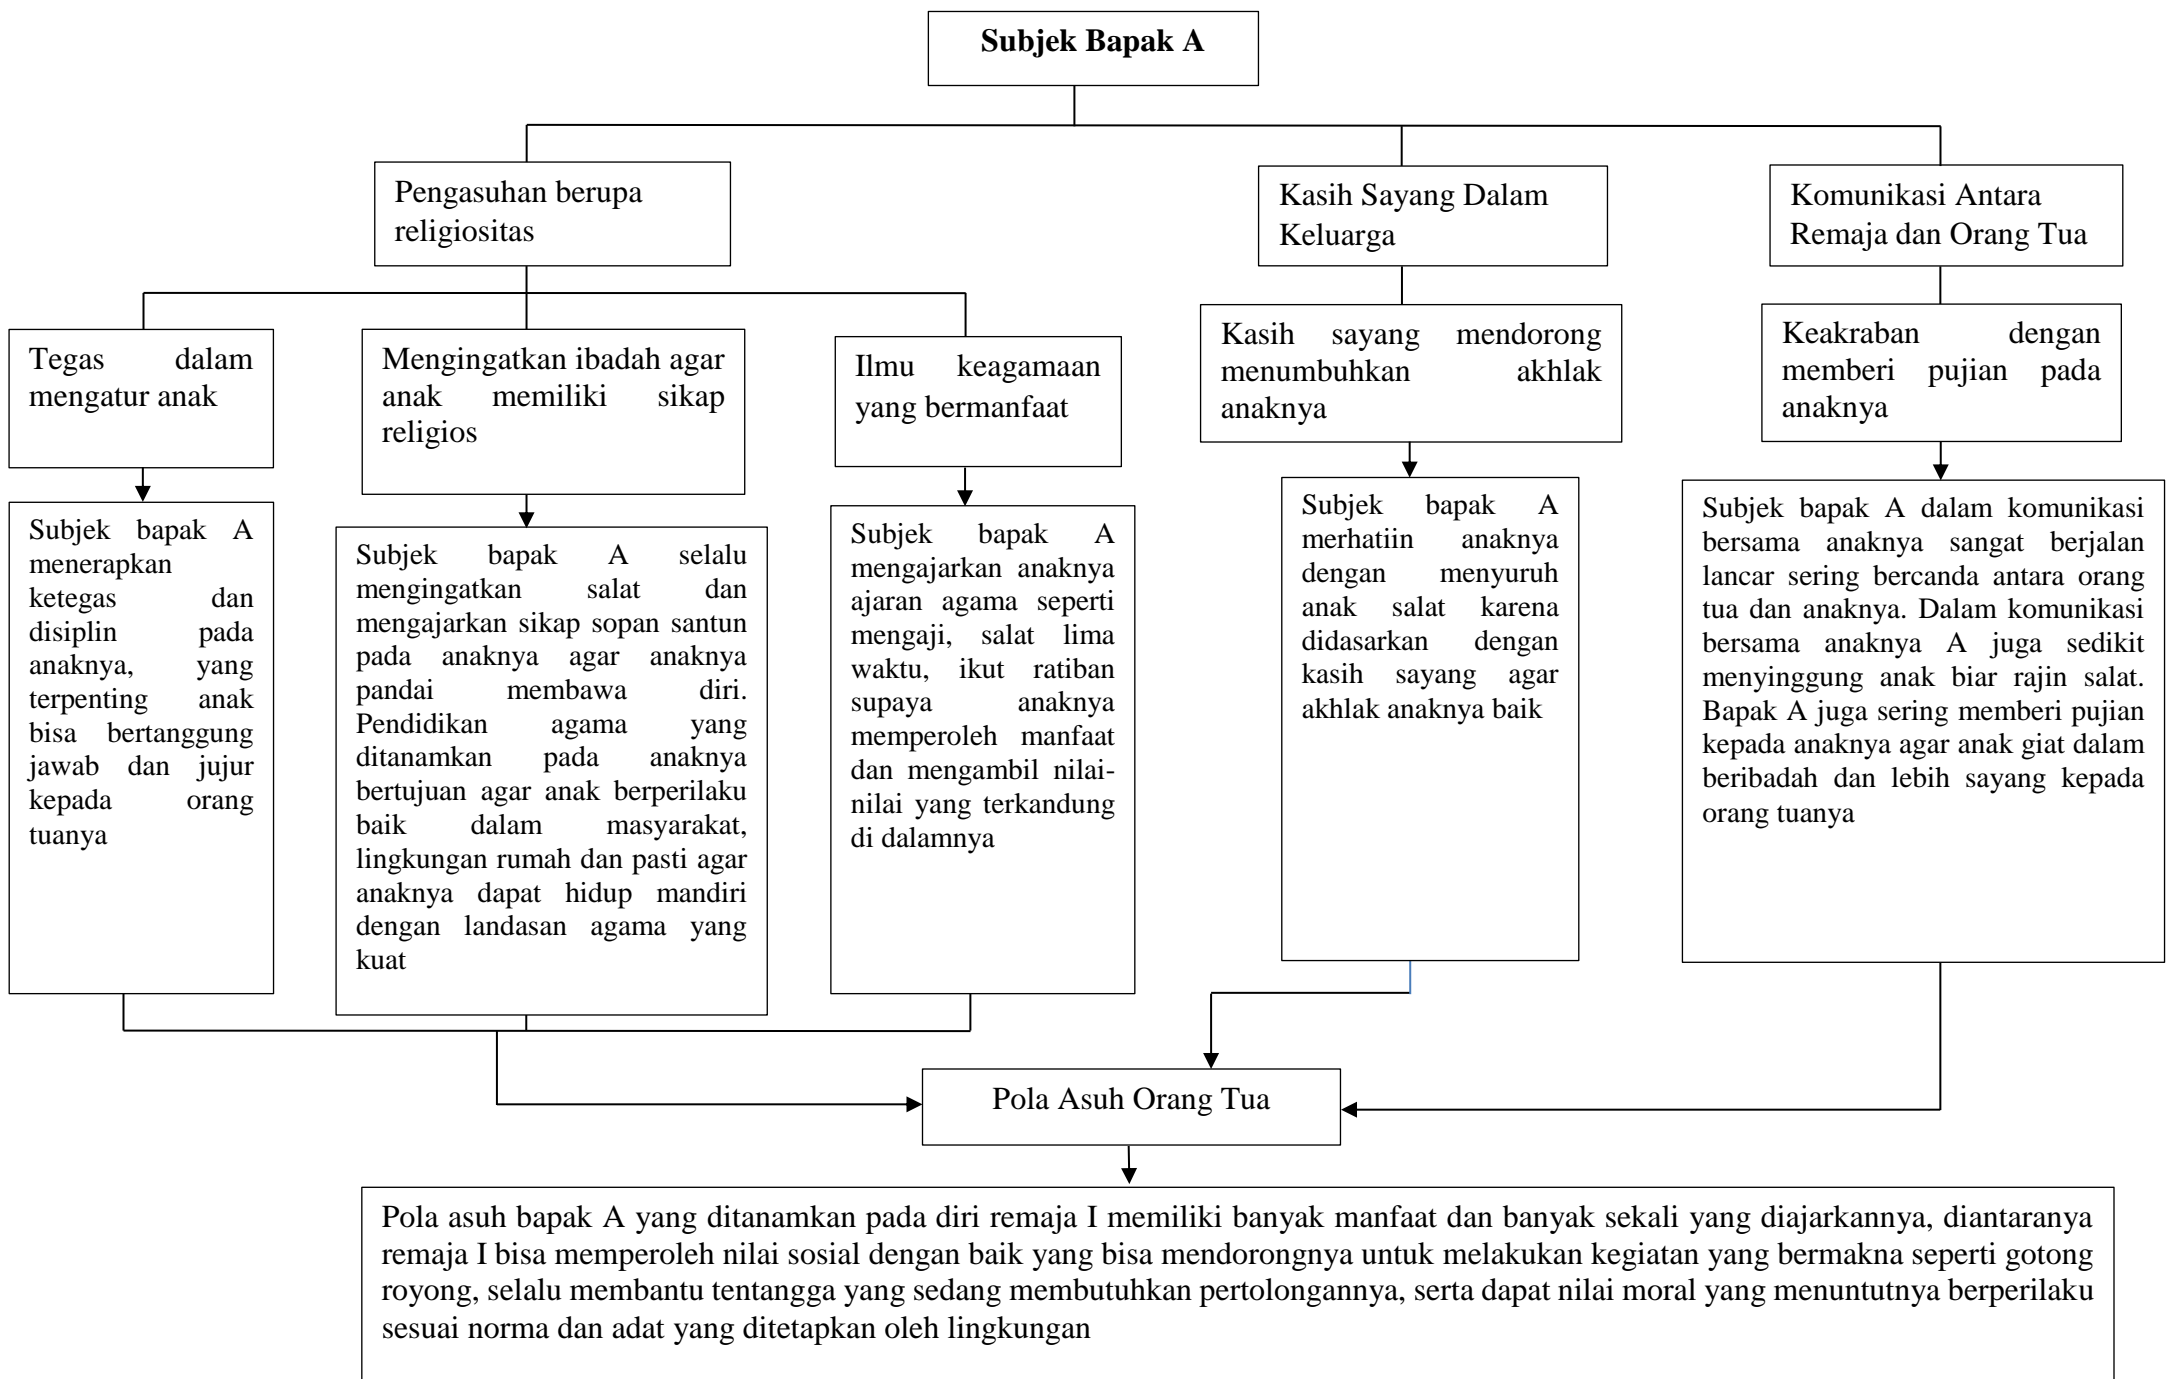 Subjek Bapak A
Pengasuhan berupa
religiositas
Kasih Sayang Dalam
Keluarga
Komunikasi Antara
Remaja dan Orang Tua
Tegas dalam
mengatur anak
Mengingatkan ibadah agar
anak memiliki sikap
religios
Ilmu keagamaan
yang bermanfaat
Kasih sayang mendorong
menumbuhkan akhlak
anaknya
Keakraban dengan
memberi pujian pada
anaknya
Subjek bapak A
menerapkan
ketegas dan
disiplin pada
anaknya, yang
terpenting anak
bisa bertanggung
jawab dan jujur
kepada orang
tuanya
Subjek bapak A selalu
mengingatkan salat dan
mengajarkan sikap sopan santun
pada anaknya agar anaknya
pandai membawa diri.
Pendidikan agama yang
ditanamkan pada anaknya
bertujuan agar anak berperilaku
baik dalam masyarakat,
lingkungan rumah dan pasti agar
anaknya dapat hidup mandiri
dengan landasan agama yang
kuat
Subjek bapak A
mengajarkan anaknya
ajaran agama seperti
mengaji, salat lima
waktu, ikut ratiban
supaya anaknya
memperoleh manfaat
dan mengambil nilai-
nilai yang terkandung
di dalamnya
Subjek bapak A
merhatiin anaknya
dengan menyuruh
anak salat karena
didasarkan dengan
kasih sayang agar
akhlak anaknya baik
Subjek bapak A dalam komunikasi
bersama anaknya sangat berjalan
lancar sering bercanda antara orang
tua dan anaknya. Dalam komunikasi
bersama anaknya A juga sedikit
menyinggung anak biar rajin salat.
Bapak A juga sering memberi pujian
kepada anaknya agar anak giat dalam
beribadah dan lebih sayang kepada
orang tuanya
Pola Asuh Orang Tua
Pola asuh bapak A yang ditanamkan pada diri remaja I memiliki banyak manfaat dan banyak sekali yang diajarkannya, diantaranya
remaja I bisa memperoleh nilai sosial dengan baik yang bisa mendorongnya untuk melakukan kegiatan yang bermakna seperti gotong
royong, selalu membantu tentangga yang sedang membutuhkan pertolongannya, serta dapat nilai moral yang menuntutnya berperilaku
sesuai norma dan adat yang ditetapkan oleh lingkungan